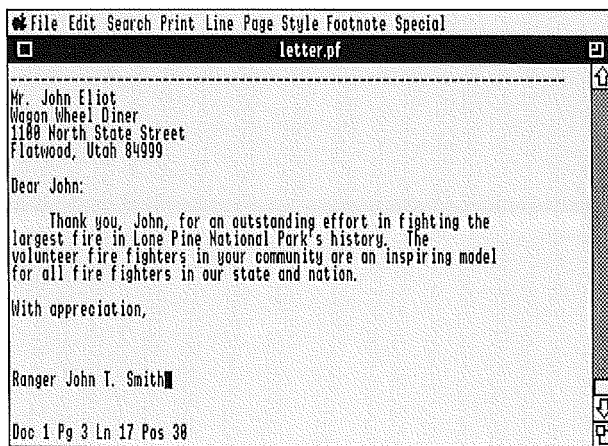 File Edit Search Print Line Page Style Footnote Special
letter.pf
Mr. John Eliot
Wagon Wheel Diner
1100 North State Street
Flatwood, Utah 84999
Dear John:
Thank you, John, for an outstanding effort in fighting the
largest fire in Lone Pine National Park's history. The
volunteer fire fighters in your community are an inspiring model
for all fire fighters in our state and nation.
With appreciation,
Ranger John T. Smith
Doc 1 Pg 3 Ln 17 Pos 30